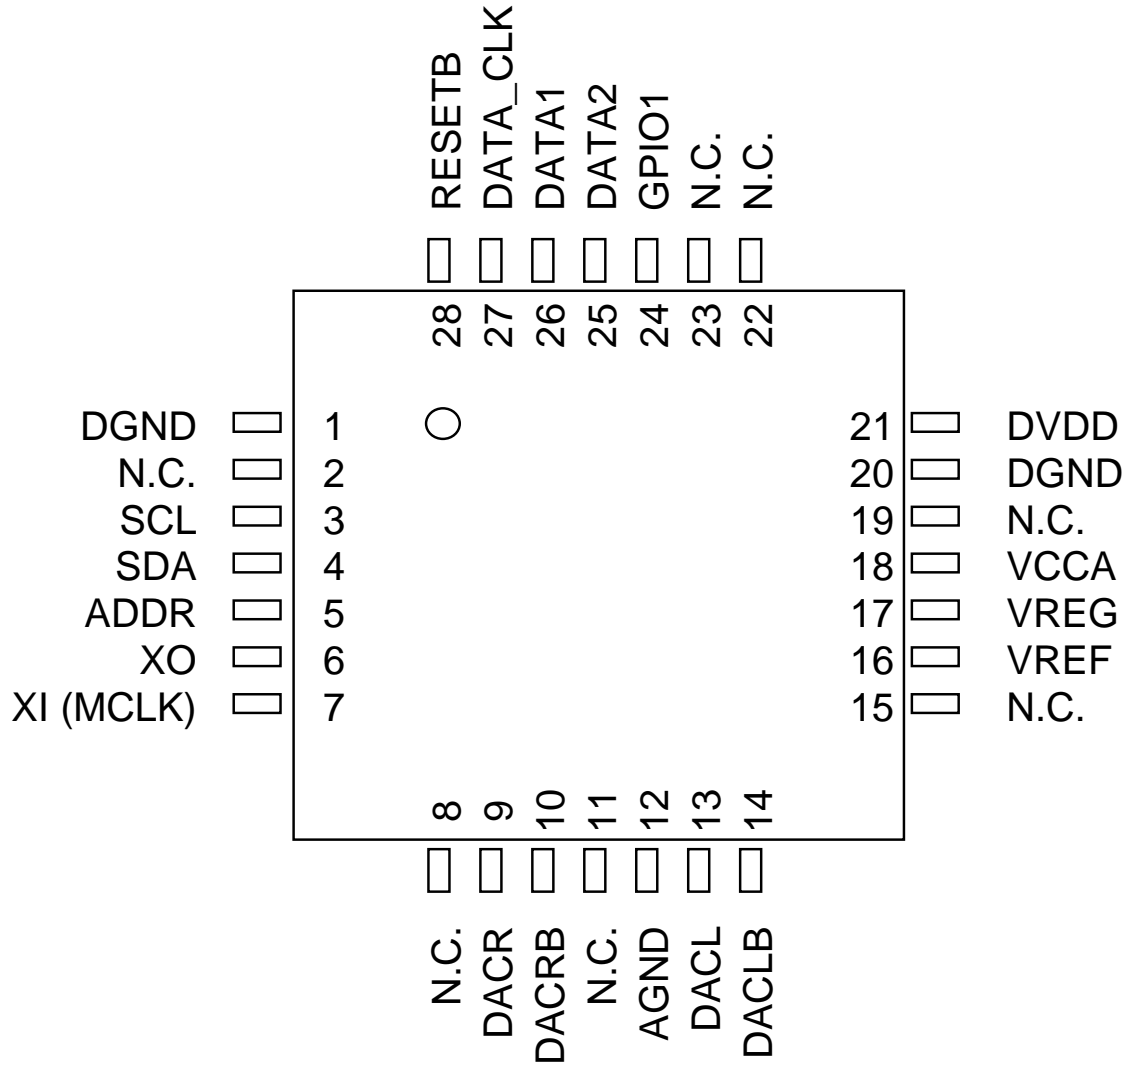 RESETB
DATA_CLK
DATA1
DATA2
GPIO1
N.C.
N.C.
28
27
26
25
24
23
22
DGND 1
N.C. 2
SCL 3
SDA 4
ADDR 5
XO 6
XI (MCLK) 7
21 DVDD
20 DGND
19 N.C.
18 VCCA
17 VREG
16 VREF
15 N.C.
8
9
10
11
12
13
14
N.C.
DACR
DACRB
N.C.
AGND
DACL
DACLB